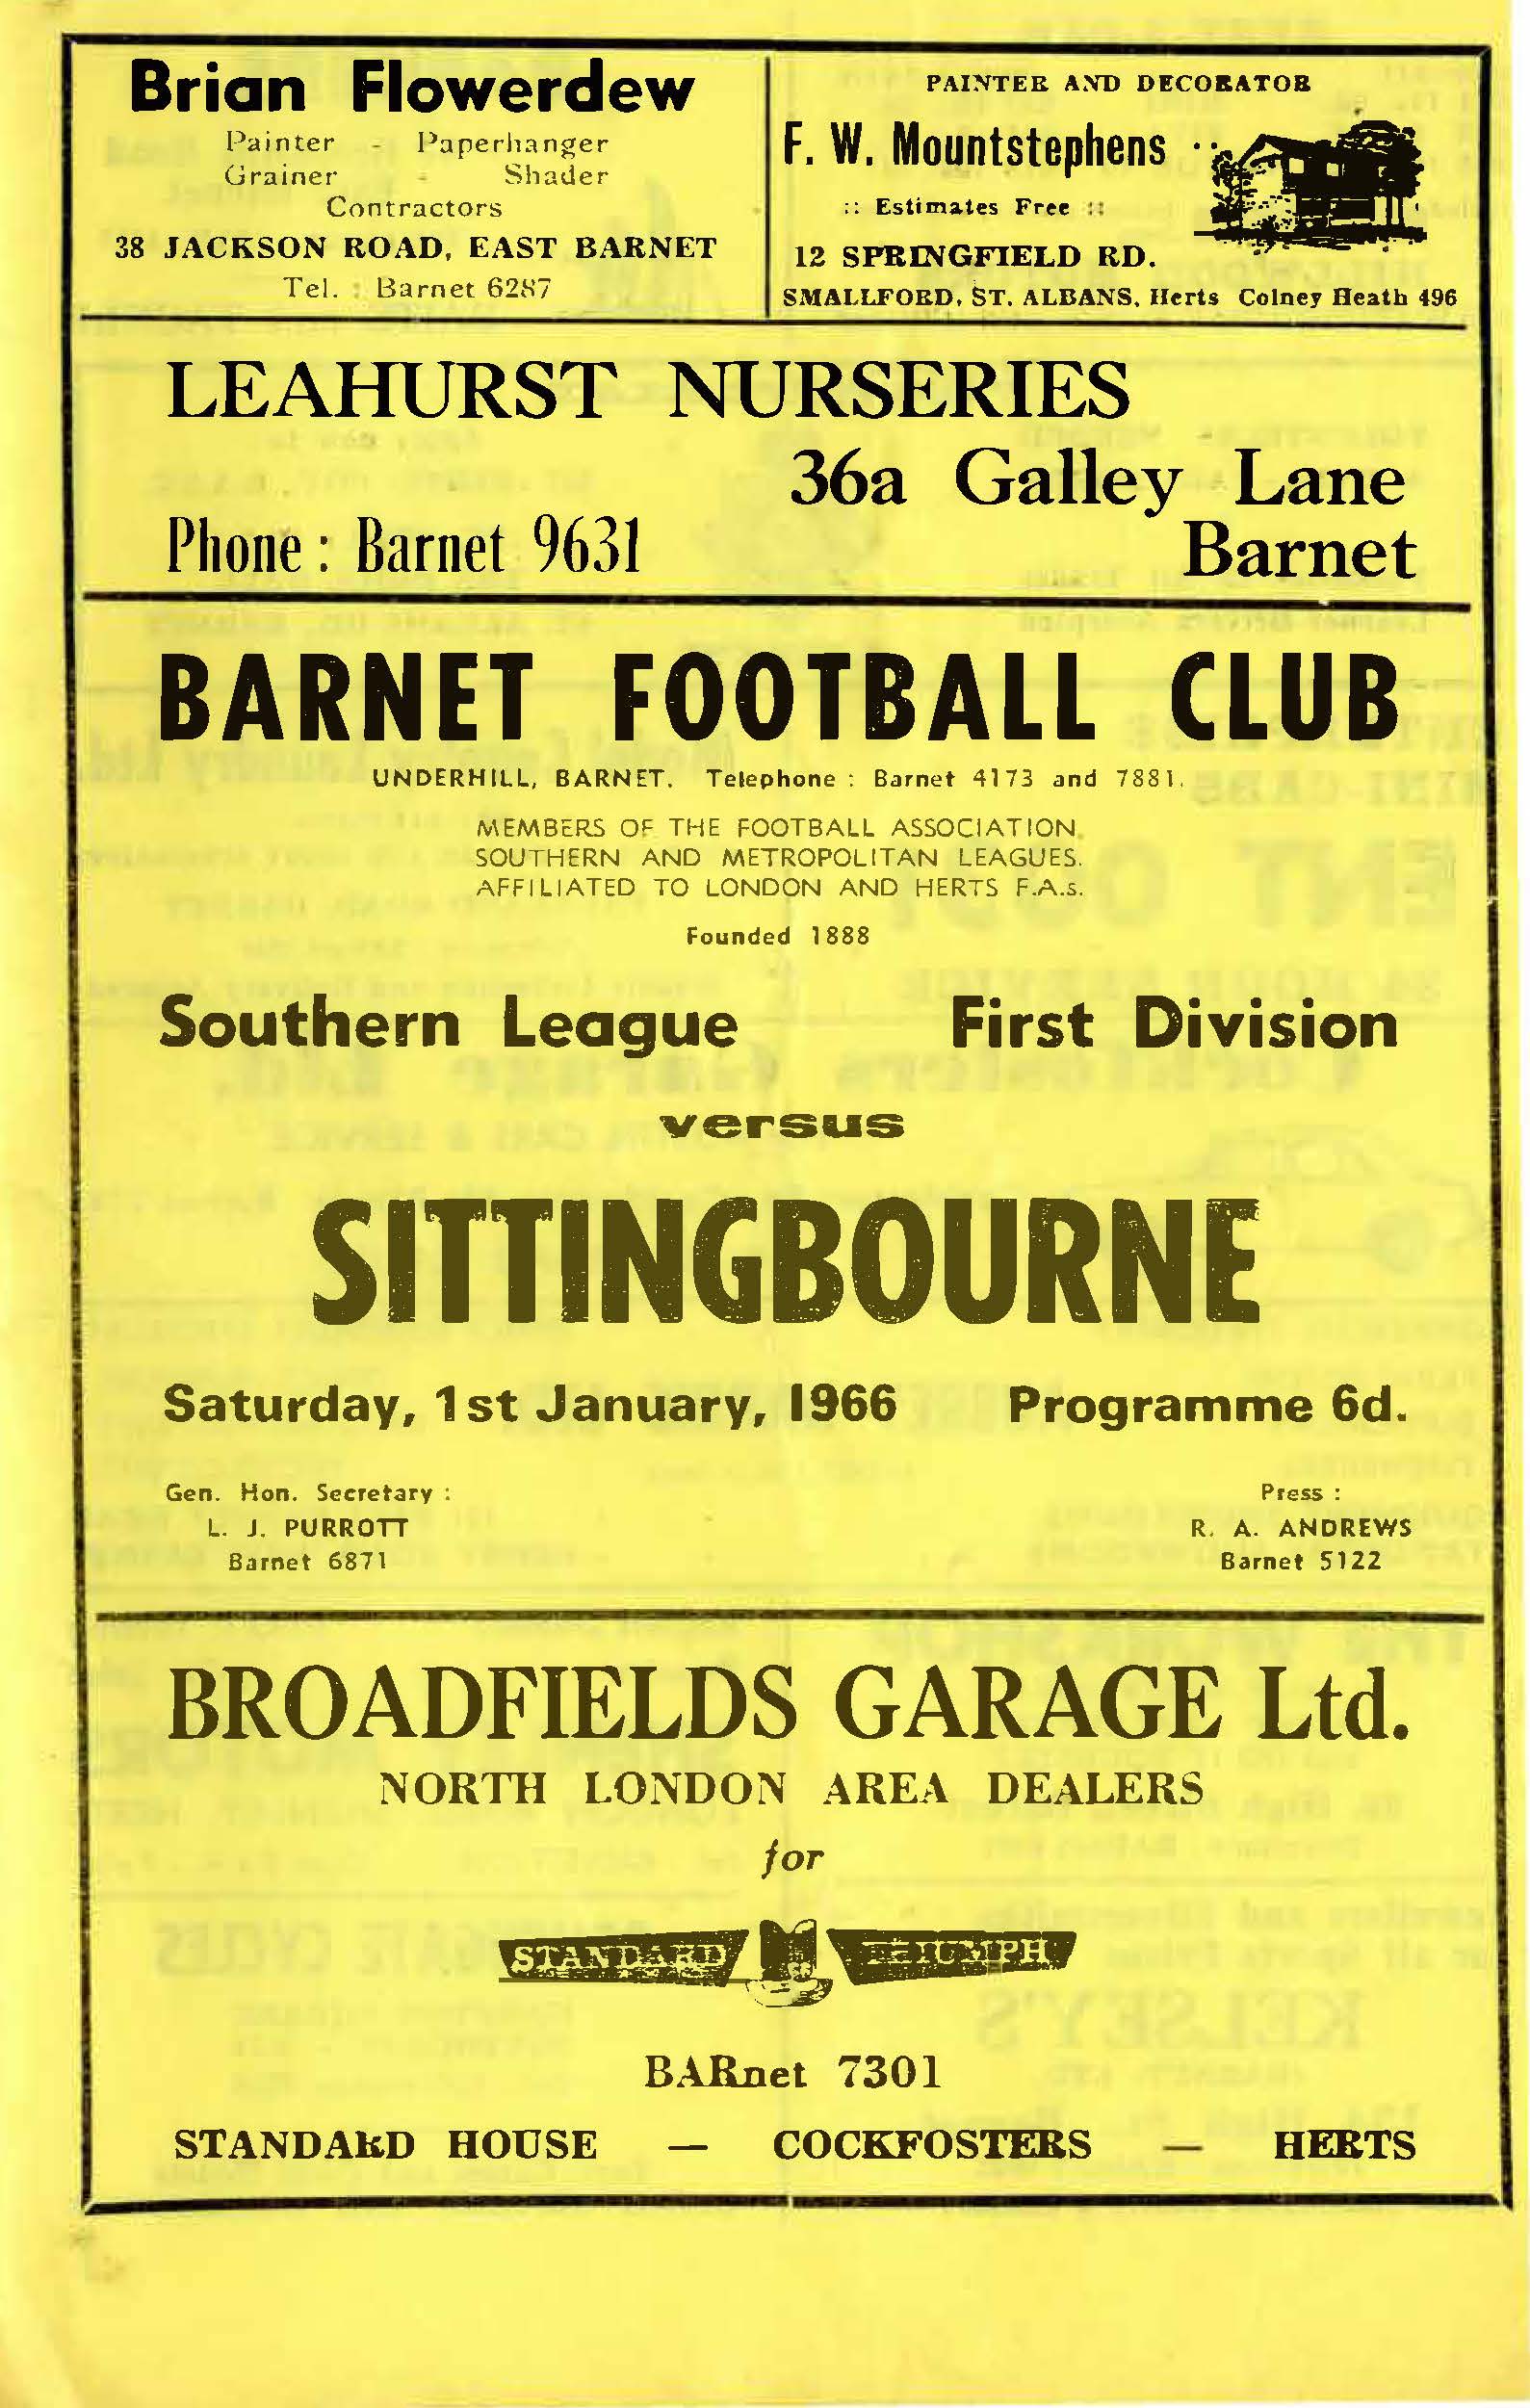 Brian Flowerdew
Painter - Paperhanger
Grainer - Shader
Contractors
38 JACKSON ROAD, EAST BARNET
Tel. : Barnet 6287
PAINTER AND DECORATOR
F. W. Mountstephens
:: Estimates Free ::
12 SPRINGFIELD RD.
SMALLFORD, ST. ALBANS, Herts Colney Heath 496
LEAHURST NURSERIES
36a Galley Lane
Phone : Barnet 9631
Barnet
BARNET FOOTBALL CLUB
UNDERHILL, BARNET. Telephone : Barnet 4173 and 7881.
MEMBERS OF THE FOOTBALL ASSOCIATION.
SOUTHERN AND METROPOLITAN LEAGUES.
AFFILIATED TO LONDON AND HERTS F.A.s.
Founded 1888
Southern League First Division
versus
SITTINGBOURNE
Saturday, 1st January, 1966 Programme 6d.
Gen. Hon. Secretary :
L. J. PURROTT
Barnet 6871
Press :
R. A. ANDREWS
Barnet 5122
BROADFIELDS GARAGE Ltd.
NORTH LONDON AREA DEALERS
for
STANDARD TRIUMPH
BARnet 7301
STANDARD HOUSE — COCKFOSTERS — HERTS